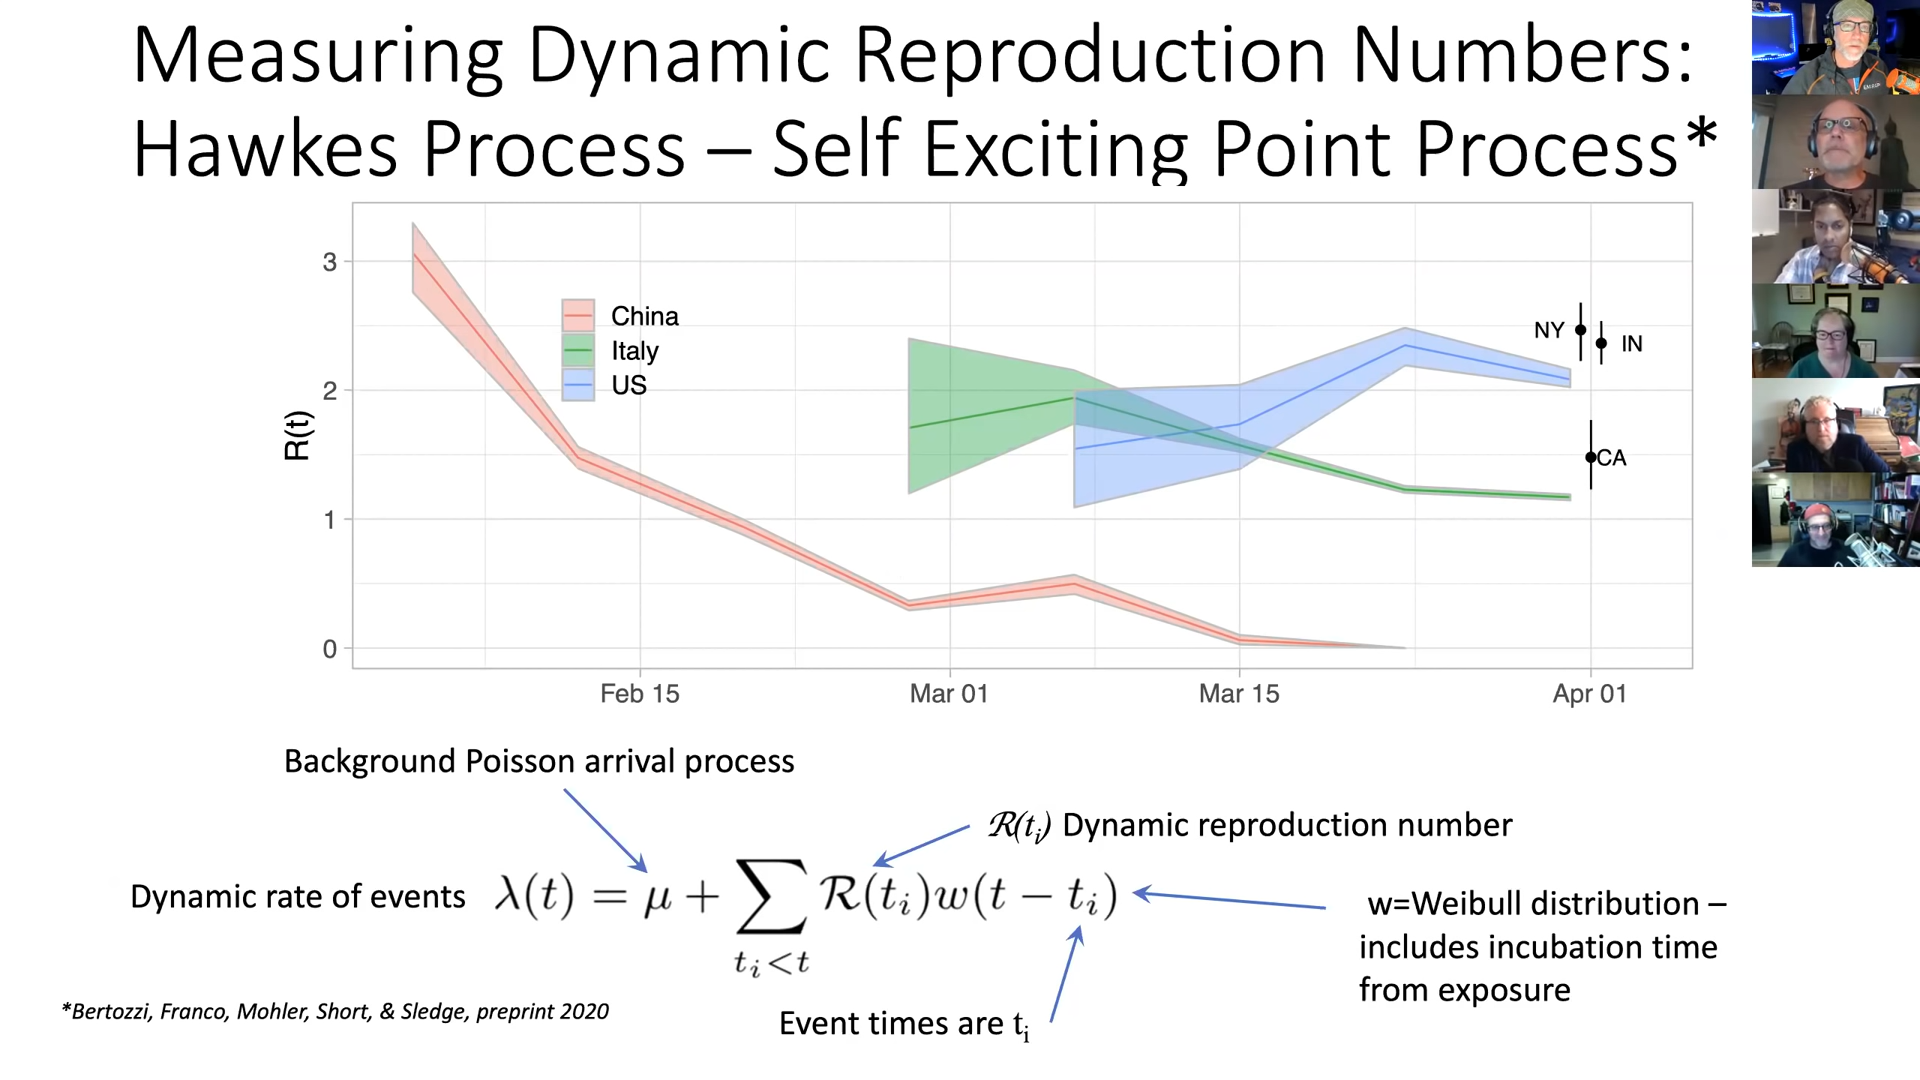 Measuring Dynamic Reproduction Numbers:
Hawkes Process – Self Exciting Point Process*
3
2
1
0
R(t)
China
Italy
US
NY
IN
CA
Feb 15
Mar 01
Mar 15
Apr 01
Background Poisson arrival process
ℛ(tᵢ) Dynamic reproduction number
Dynamic rate of events
λ(t) = μ + ∑ ℛ(tᵢ)w(t − tᵢ)
tᵢ<t
w=Weibull distribution –
includes incubation time
from exposure
*Bertozzi, Franco, Mohler, Short, & Sledge, preprint 2020
Event times are tᵢ